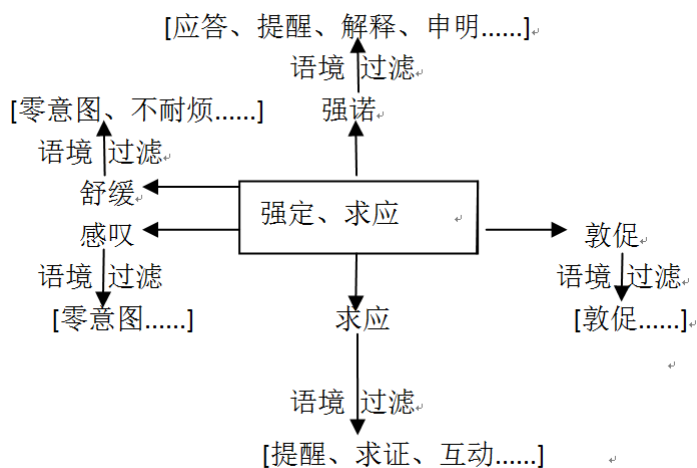 [应答、提醒、解释、申明......]
语境 过滤
[零意图、不耐烦......]
强诺
语境 过滤
舒缓
强定、求应
感叹
敦促
语境 过滤
语境 过滤
[零意图......]
求应
[敦促......]
语境 过滤
[提醒、求证、互动......]